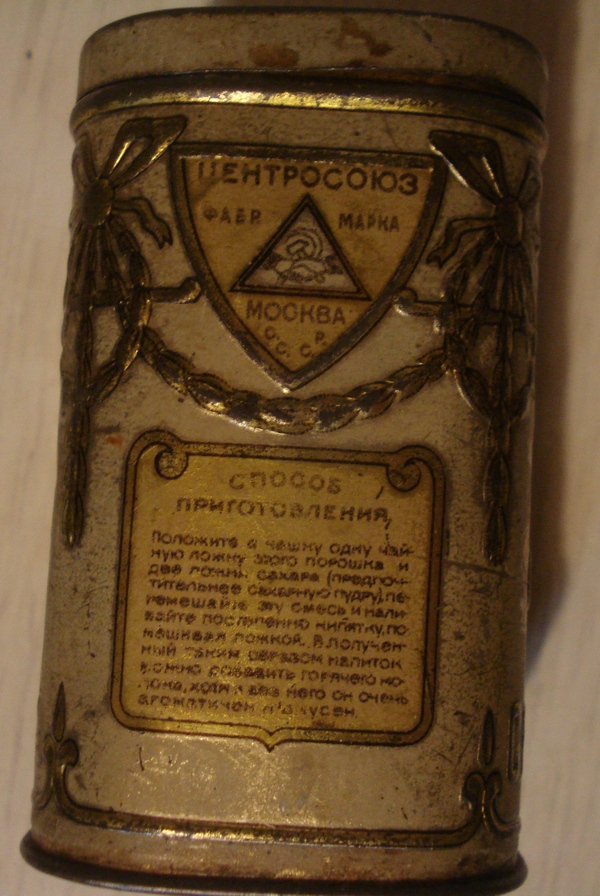 ЦЕНТРОСОЮЗ
ФАБР. МАРКА
МОСКВА
С.С.С.Р.
СПОСОБ
ПРИГОТОВЛЕНИЯ
Положите в чашку одну чай-
ную ложку этого порошка и
две ложки сахара (предпоч-
тительнее сахарную пудру), пе-
ремешайте эту смесь и нали-
вайте постепенно кипятку, по-
мешивая ложкой. В получен-
ный таким образом напиток
можно добавить горячего мо-
лока, хотя и без него он очень
ароматичен и вкусен.